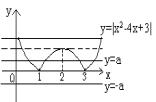 y
y=|x²-4x+3|
y=a
x
0 1 2 3
y=-a